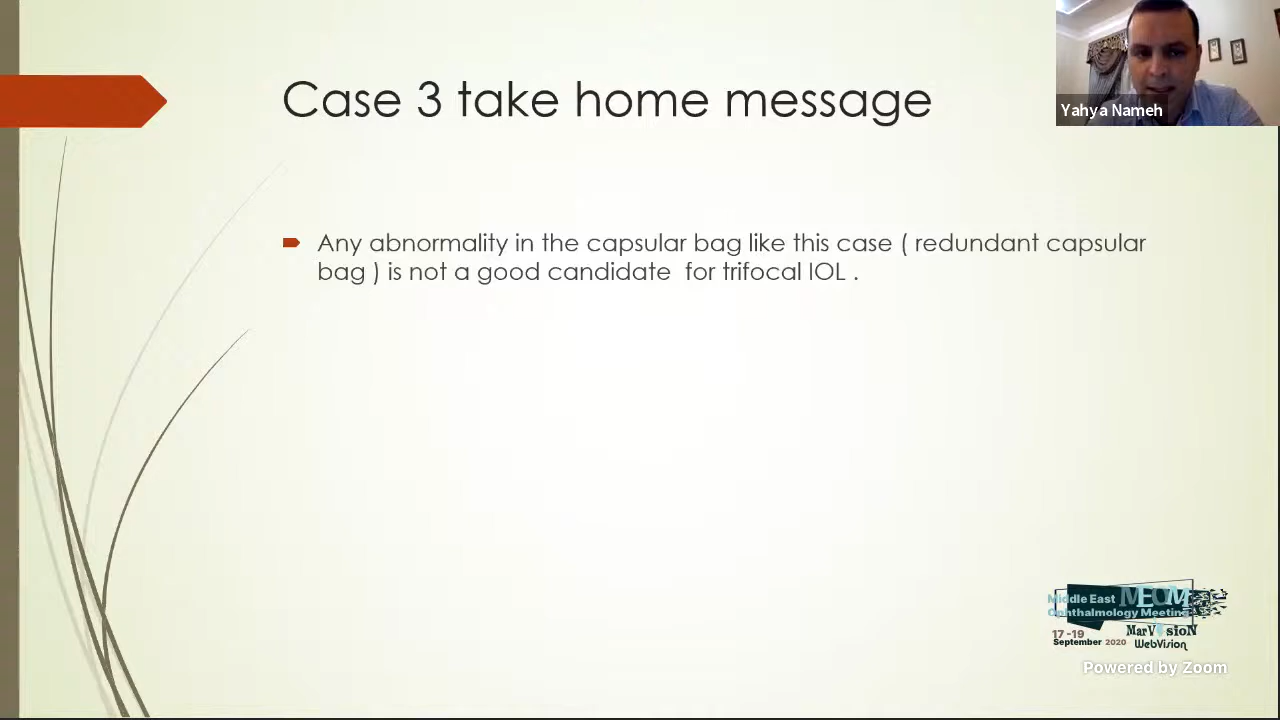 Case 3 take home message
Yahya Nameh
Any abnormality in the capsular bag like this case ( redundant capsular
bag ) is not a good candidate  for trifocal IOL .
Middle East MEOM
Ophthalmology Meeting
17-19
September 2020
MarVisioN
WebVision
Powered by Zoom